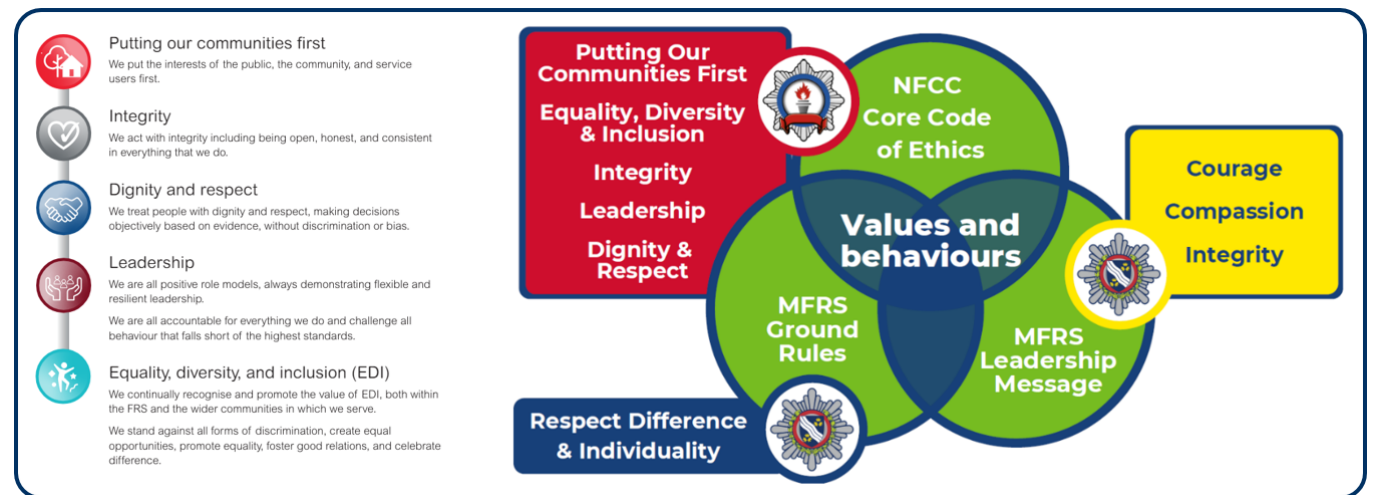 Putting our communities first
We put the interests of the public, the community, and service
users first.
Integrity
We act with integrity including being open, honest, and consistent
in everything that we do.
Dignity and respect
We treat people with dignity and respect, making decisions
objectively based on evidence, without discrimination or bias.
Leadership
We are all positive role models, always demonstrating flexible and
resilient leadership.
We are all accountable for everything we do and challenge all
behaviour that falls short of the highest standards.
Equality, diversity, and inclusion (EDI)
We continually recognise and promote the value of EDI, both within
the FRS and the wider communities in which we serve.
We stand against all forms of discrimination, create equal
opportunities, promote equality, foster good relations, and celebrate
difference.
Putting Our
Communities First
Equality, Diversity
& Inclusion
Integrity
Leadership
Dignity &
Respect
NFCC
Core Code
of Ethics
Values and
behaviours
Courage
Compassion
Integrity
MFRS
Ground
Rules
MFRS
Leadership
Message
Respect Difference
& Individuality